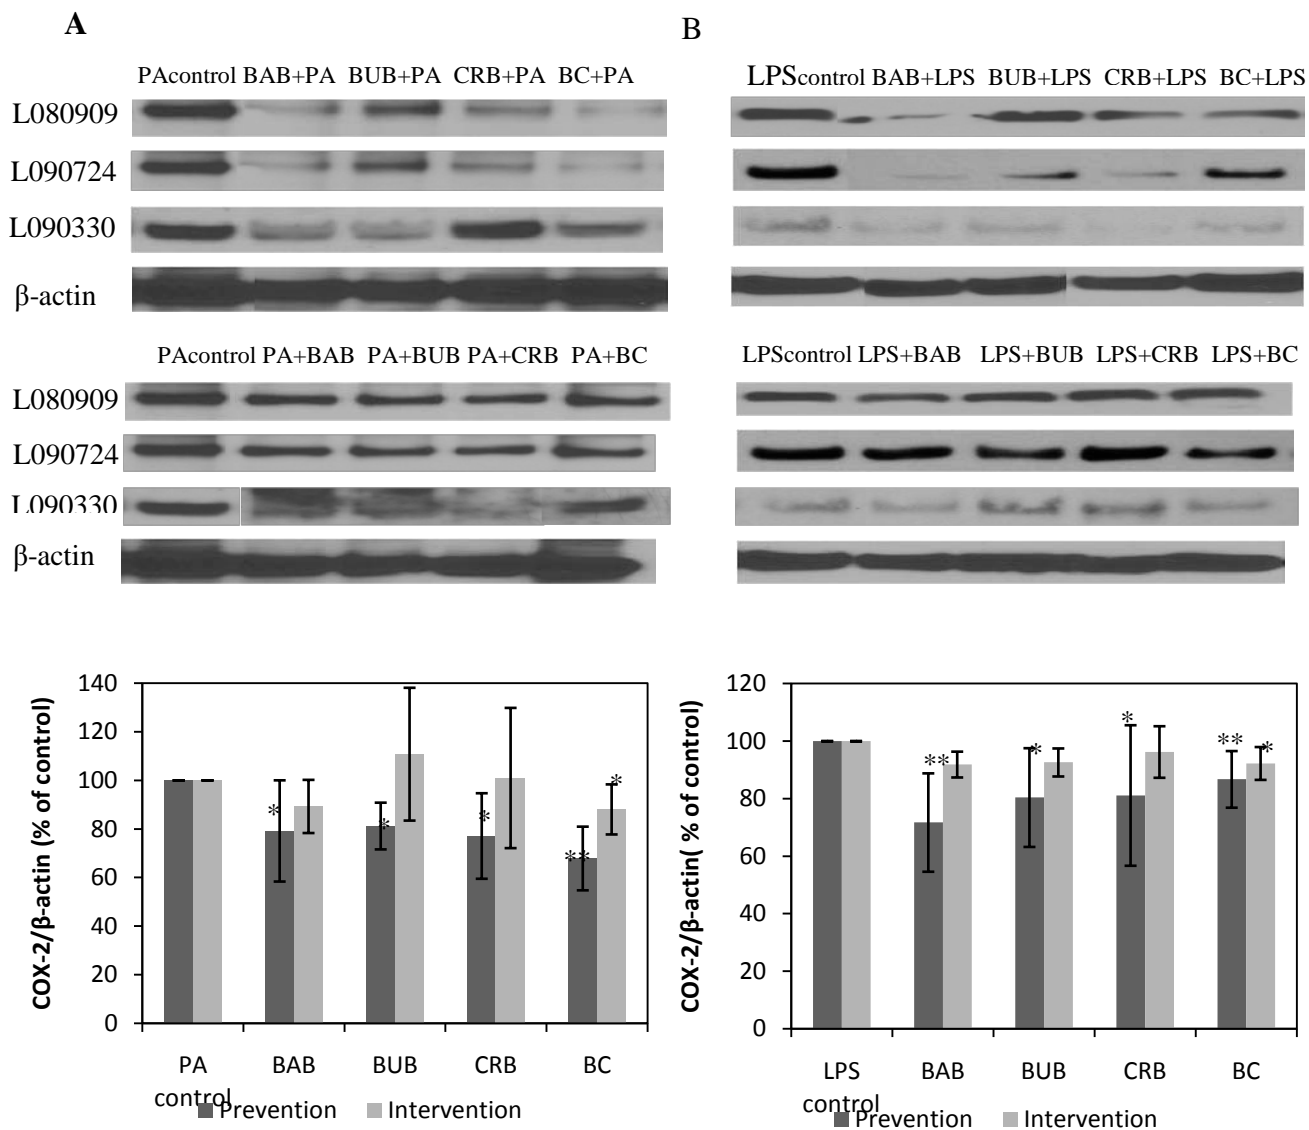 A
B
PAcontrol BAB+PA BUB+PA CRB+PA BC+PA
L080909
L090724
L090330
β-actin
LPScontrol BAB+LPS BUB+LPS CRB+LPS BC+LPS
PAcontrol PA+BAB PA+BUB PA+CRB PA+BC
L080909
L090724
L090330
β-actin
LPScontrol LPS+BAB LPS+BUB LPS+CRB LPS+BC
COX-2/β-actin (% of control)
140
120
100
80
60
40
20
0
*
*
*
**
*
PA control
BAB
BUB
CRB
BC
Prevention Intervention
COX-2/β-actin( % of control)
120
100
80
60
40
20
0
**
*
*
**
*
LPS control
BAB
BUB
CRB
BC
Prevention Intervention